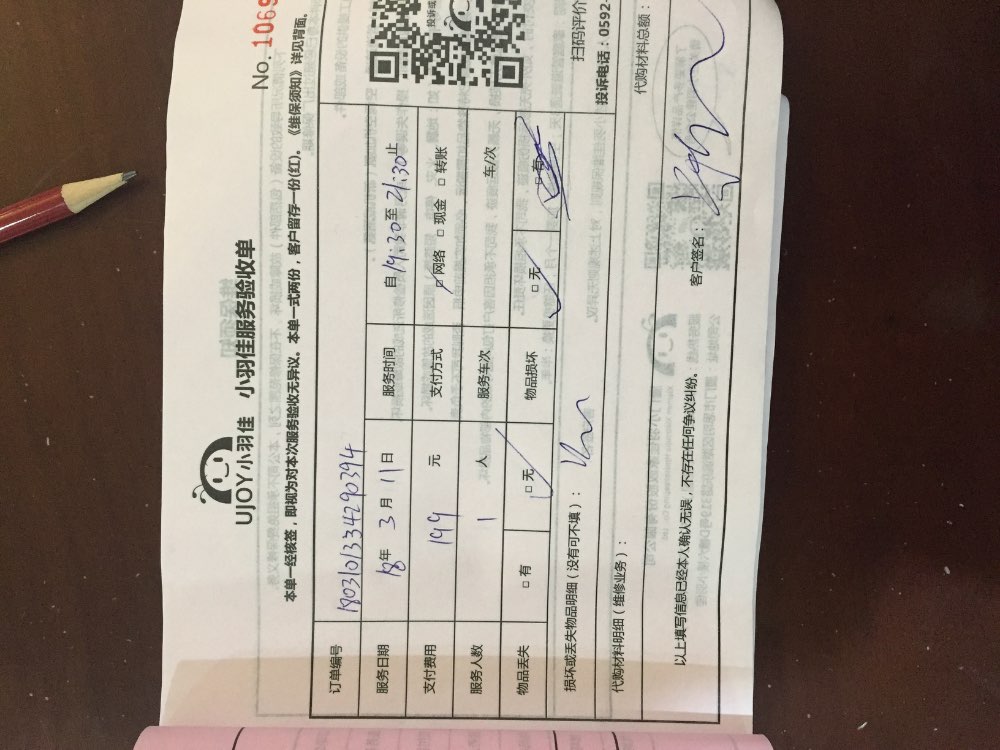 No. 1069
UJOY小羽佳 小羽佳服务验收单
本单一经核签，即视为对本次服务验收无异议。本单一式两份，客户留存一份(红)。《维保须知》详见背面。
订单编号 1803101334290394
服务日期 18年 3月 11日 服务时间 自19:30至21:30止
支付费用 199 元 支付方式 □网络 □现金 □转账
服务人数 1 人 服务车次 车/次
物品丢失 □有 □无 物品损坏 □无 □有
损坏或丢失物品明细（没有可不填）：
代购材料明细（维修业务）：
代购材料总额：
扫码评价
投诉电话：0592-
以上填写信息已经本人确认无误，不存在任何争议纠纷。
客户签名：